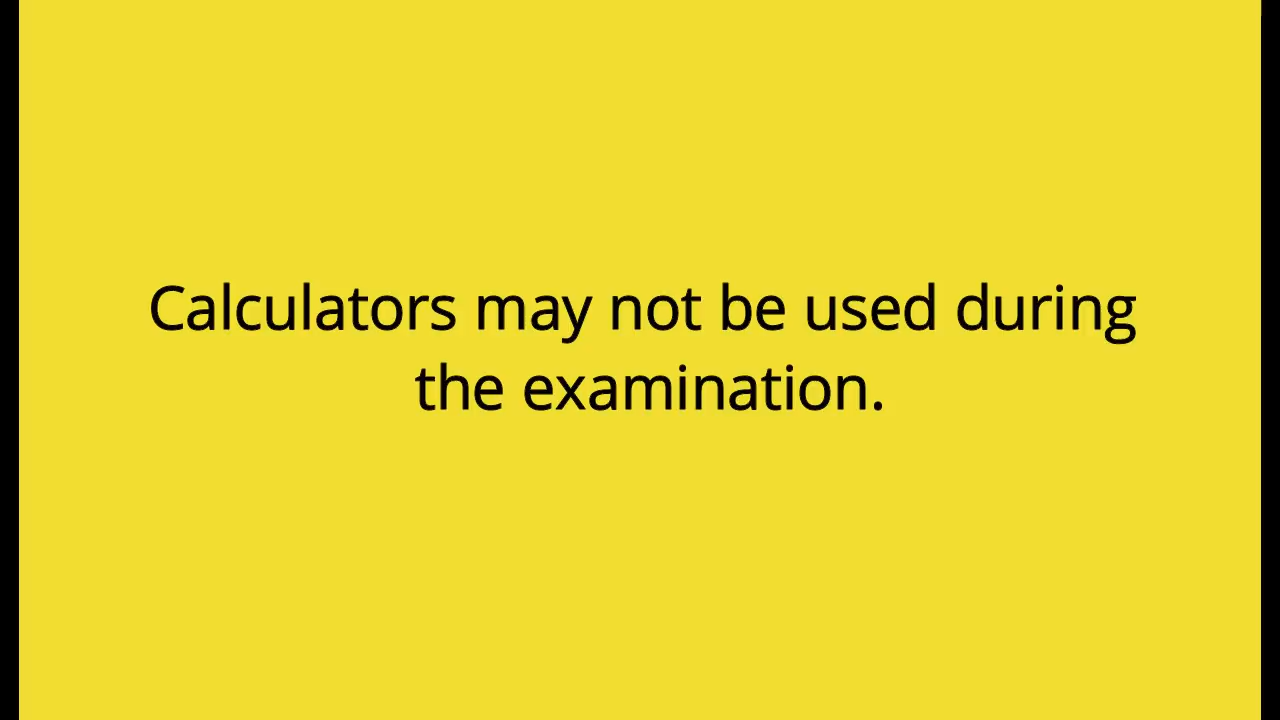 Calculators may not be used during
the examination.